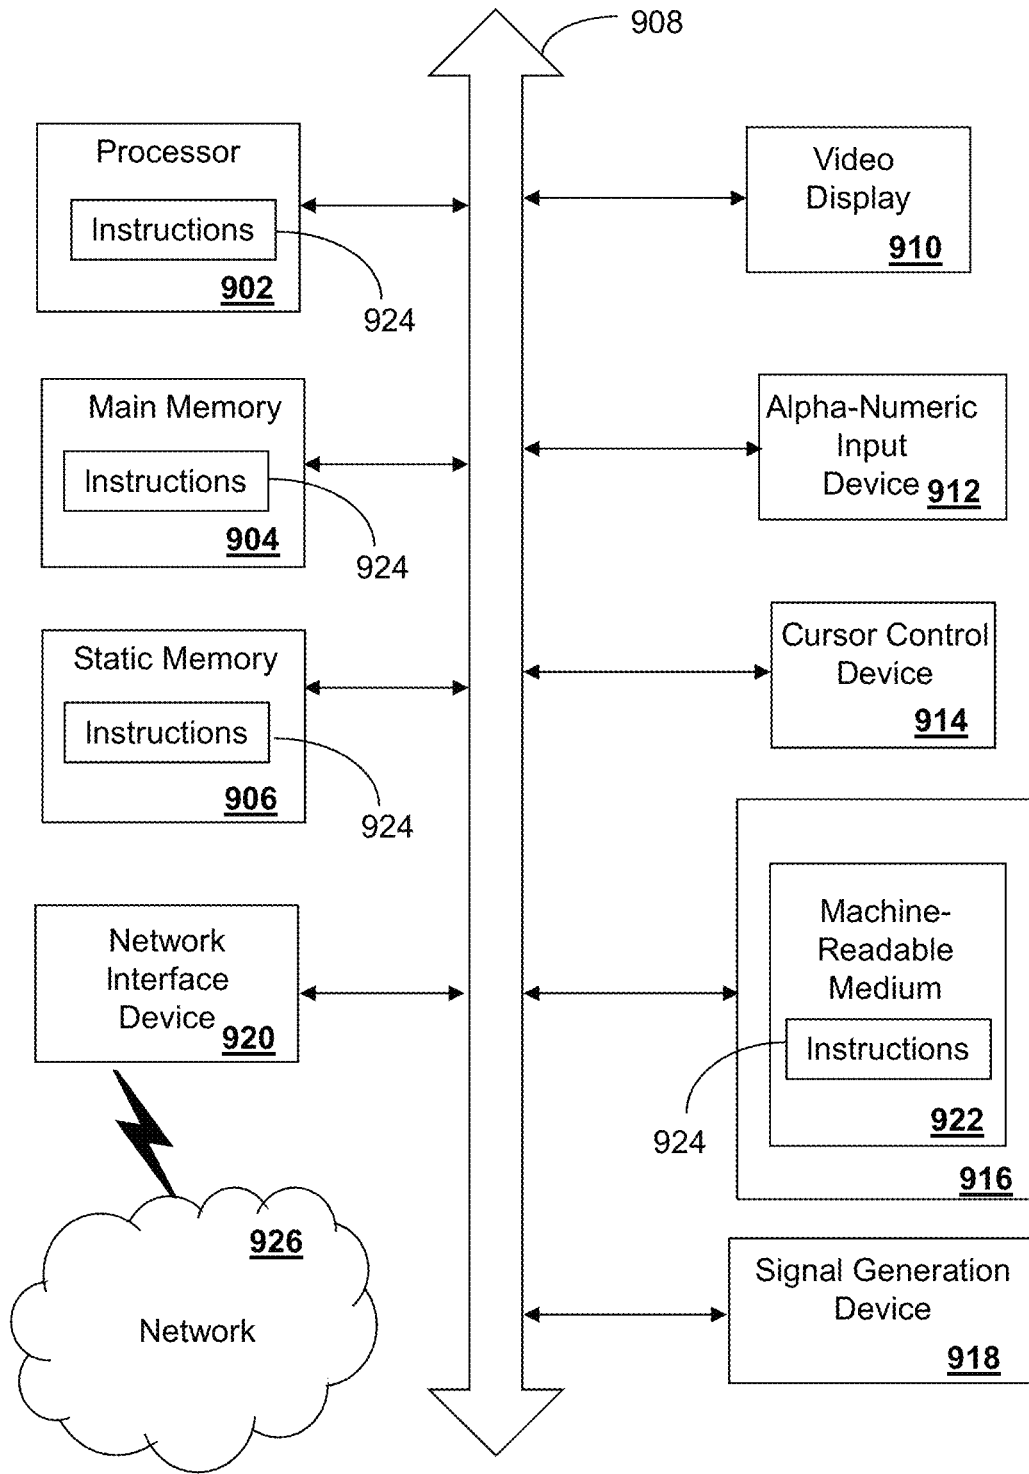 908
Processor
Instructions
902
924
Main Memory
Instructions
904
924
Static Memory
Instructions
906
924
Network
Interface
Device
920
926
Network
Video
Display
910
Alpha-Numeric
Input
Device 912
Cursor Control
Device
914
Machine-
Readable
Medium
Instructions
922
924
916
Signal Generation
Device
918